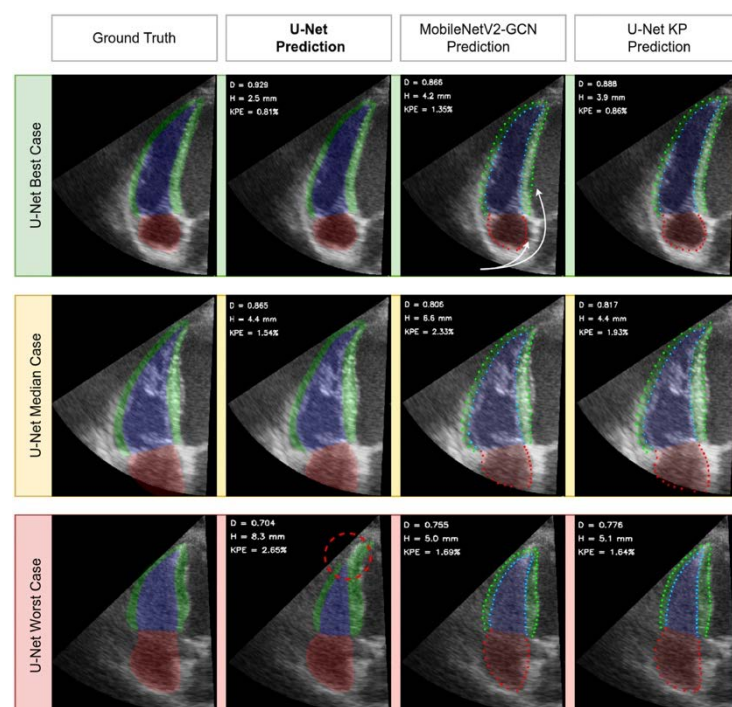 Ground Truth
U-Net
Prediction
MobileNetV2-GCN
Prediction
U-Net KP
Prediction
U-Net Best Case
D = 0.929
H = 2.5 mm
KPE = 0.81%
D = 0.866
H = 4.2 mm
KPE = 1.35%
D = 0.888
H = 3.9 mm
KPE = 0.86%
U-Net Median Case
D = 0.865
H = 4.4 mm
KPE = 1.54%
D = 0.806
H = 6.6 mm
KPE = 2.33%
D = 0.817
H = 4.4 mm
KPE = 1.93%
U-Net Worst Case
D = 0.704
H = 8.3 mm
KPE = 2.65%
D = 0.755
H = 5.0 mm
KPE = 1.69%
D = 0.776
H = 5.1 mm
KPE = 1.64%